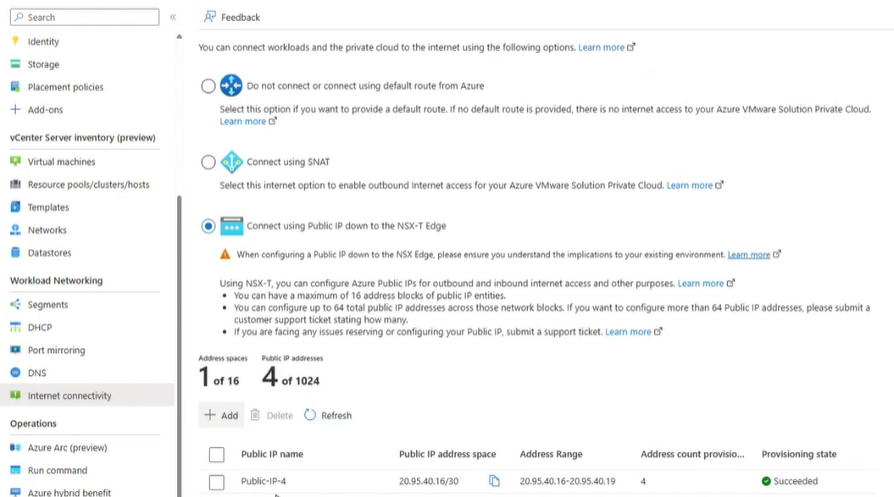 Search
«
Feedback
Identity
You can connect workloads and the private cloud to the internet using the following options. Learn more
Storage
Placement policies
Do not connect or connect using default route from Azure
Add-ons
Select this option if you want to provide a default route. If no default route is provided, there is no internet access to your Azure VMware Solution Private Cloud.
Learn more
vCenter Server inventory (preview)
Virtual machines
Connect using SNAT
Resource pools/clusters/hosts
Select this internet option to enable outbound Internet access for your Azure VMware Solution Private Cloud. Learn more
Templates
Networks
Connect using Public IP down to the NSX-T Edge
Datastores
When configuring a Public IP down to the NSX Edge, please ensure you understand the implications to your existing environment. Learn more
Workload Networking
Using NSX-T, you can configure Azure Public IPs for outbound and inbound internet access and other purposes. Learn more
• You can have a maximum of 16 address blocks of public IP entities.
Segments
• You can configure up to 64 total public IP addresses across those network blocks. If you want to configure more than 64 Public IP addresses, please submit a
customer support ticket stating how many.
DHCP
• If you are facing any issues reserving or configuring your Public IP, submit a support ticket. Learn more
Port mirroring
Address spaces Public IP addresses
DNS
1 of 16 4 of 1024
Internet connectivity
Add Delete Refresh
Operations
Azure Arc (preview)
Public IP name Public IP address space Address Range Address count provisio... Provisioning state
Run command
Public-IP-4 20.95.40.16/30 20.95.40.16-20.95.40.19 4 Succeeded
Azure hybrid benefit